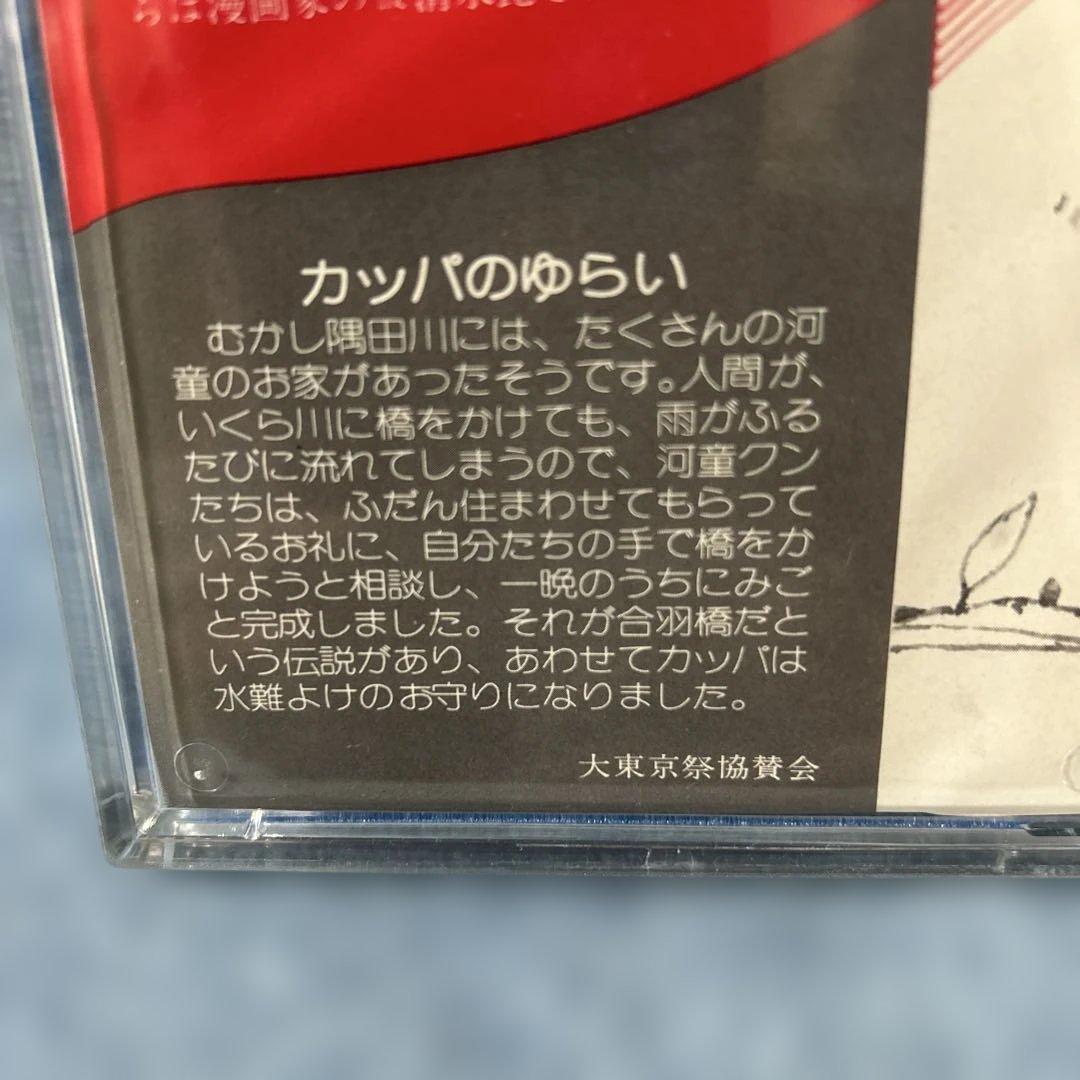 らは漫画家の
カッパのゆらい
むかし隅田川には、たくさんの河
童のお家があったそうです。人間が、
いくら川に橋をかけても、雨がふる
たびに流れてしまうので、河童クン
たちは、ふだん住まわせてもらって
いるお礼に、自分たちの手で橋をか
けようと相談し、一晩のうちにみご
と完成しました。それが合羽橋だと
いう伝説があり、あわせてカッパは
水難よけのお守りになりました。
大東京祭協賛会